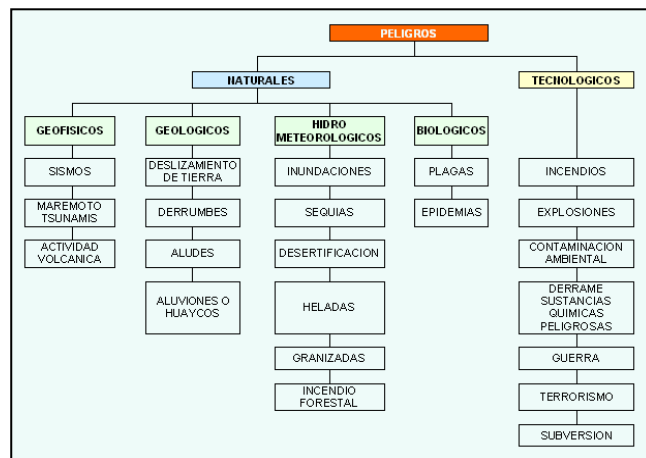 PELIGROS
NATURALES
TECNOLOGICOS
GEOFISICOS
GEOLOGICOS
HIDRO
METEOROLOGICOS
BIOLOGICOS
SISMOS
MAREMOTO
TSUNAMIS
ACTIVIDAD
VOLCANICA
DESLIZAMIENTO
DE TIERRA
DERRUMBES
ALUDES
ALUVIONES O
HUAYCOS
INUNDACIONES
SEQUIAS
DESERTIFICACION
HELADAS
GRANIZADAS
INCENDIO
FORESTAL
PLAGAS
EPIDEMIAS
INCENDIOS
EXPLOSIONES
CONTAMINACION
AMBIENTAL
DERRAME
SUSTANCIAS
QUIMICAS
PELIGROSAS
GUERRA
TERRORISMO
SUBVERSION